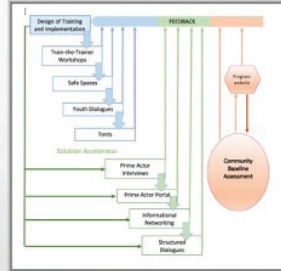 Design of Training
and Implementation
FEEDBACK
Train-the-Trainer
Workshops
Safe Spaces
Youth Dialogues
Tents
Program
website
Solution Accelerator
Community
Baseline
Assessment
Prime Actor
Interviews
Prime Actor Portal
Informational
Networking
Structured
Dialogues